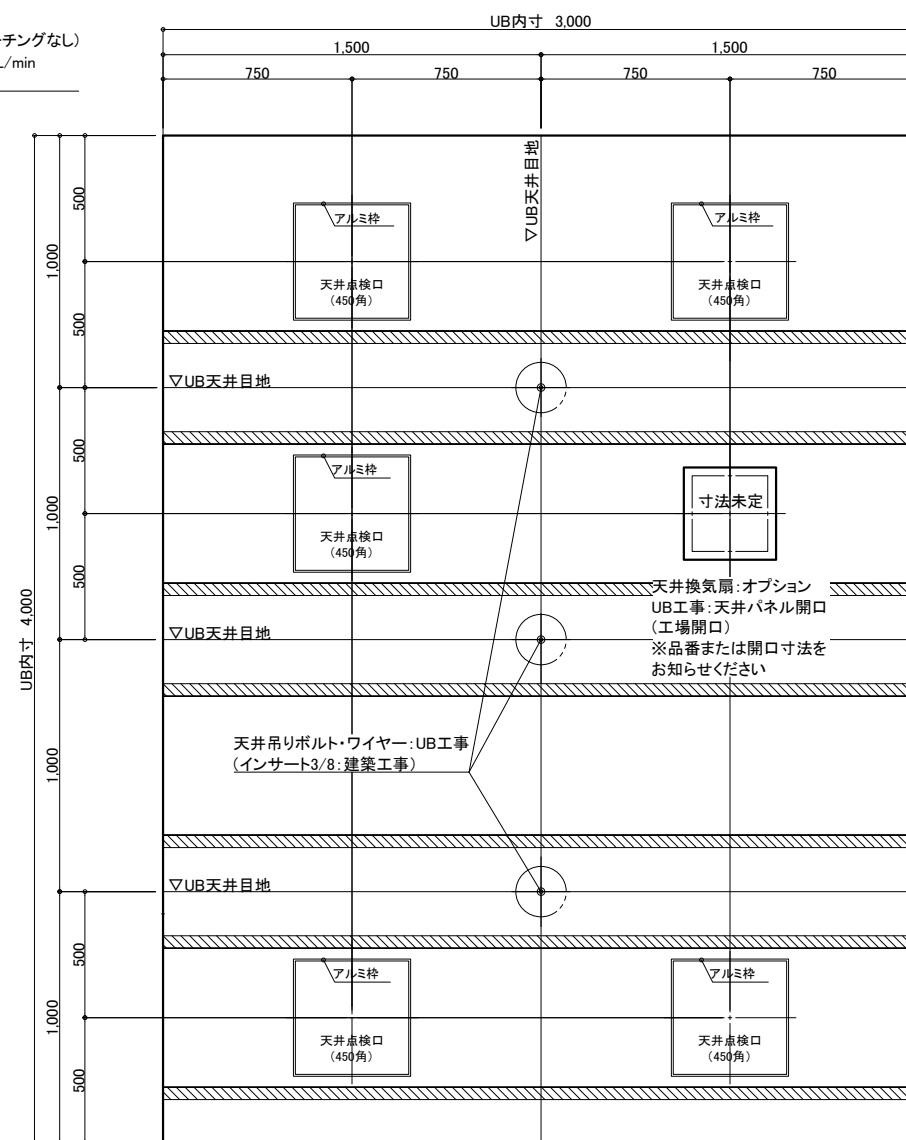 チングなし）
L/min
UB内寸 3,000
1,500
1,500
750
750
750
750
▽UB天井目地
500
1,000
500
アルミ枠
天井点検口
（450角）
アルミ枠
天井点検口
（450角）
▽UB天井目地
500
1,000
500
アルミ枠
天井点検口
（450角）
寸法未定
天井換気扇：オプション
UB工事：天井パネル開口
（工場開口）
※品番または開口寸法を
お知らせください
UB内寸 4,000
▽UB天井目地
天井吊りボルト・ワイヤー：UB工事
（インサート3/8：建築工事）
1,000
▽UB天井目地
500
1,000
500
アルミ枠
天井点検口
（450角）
アルミ枠
天井点検口
（450角）